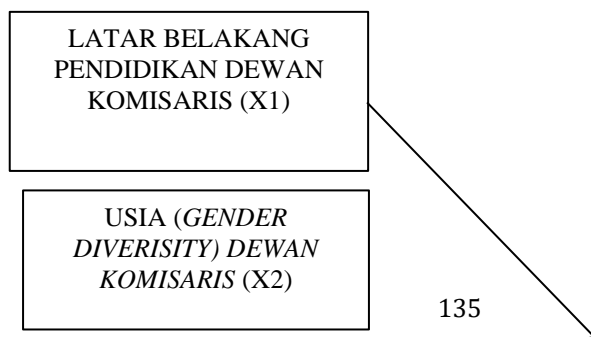 LATAR BELAKANG
PENDIDIKAN DEWAN
KOMISARIS (X1)
USIA (GENDER
DIVERISITY) DEWAN
KOMISARIS (X2)
135